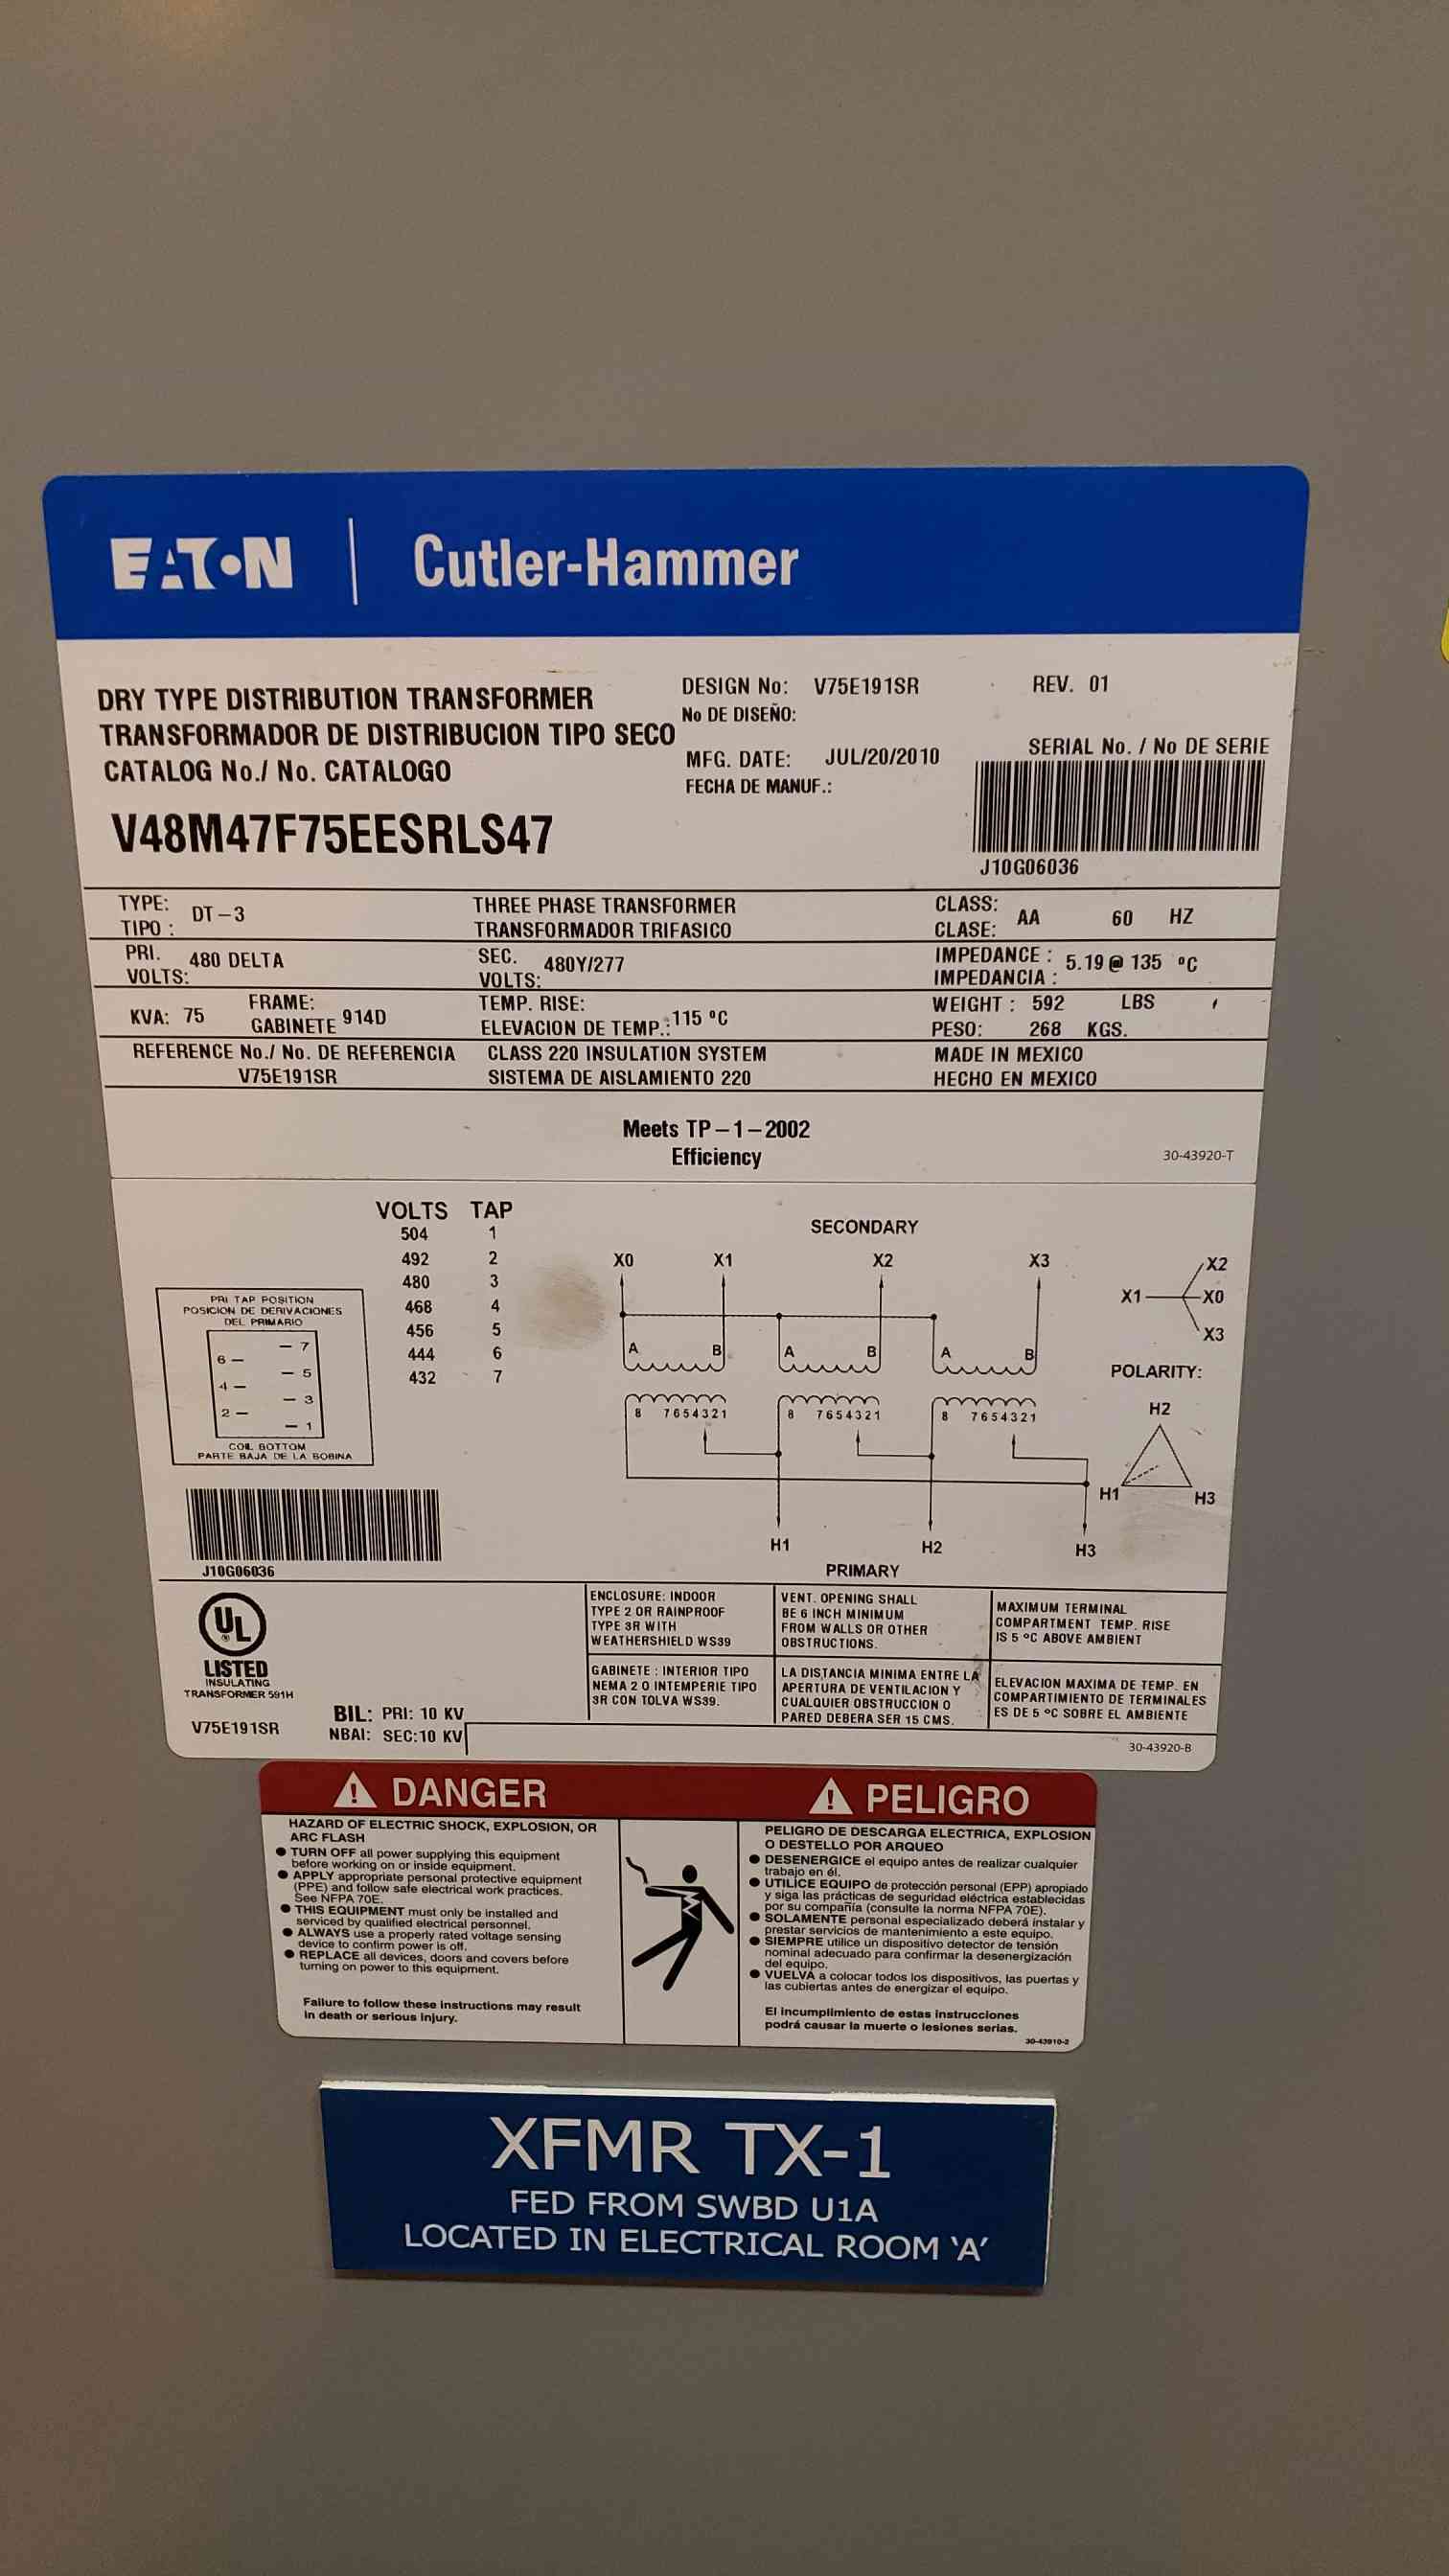 EATON | Cutler-Hammer
DRY TYPE DISTRIBUTION TRANSFORMER
TRANSFORMADOR DE DISTRIBUCION TIPO SECO
CATALOG No./ No. CATALOGO
V48M47F75EESRLS47
DESIGN No: V75E191SR REV. 01
No DE DISEÑO:
MFG. DATE: JUL/20/2010
FECHA DE MANUF.:
SERIAL No. / No DE SERIE
J10G06036
TYPE: DT-3
TIPO :
THREE PHASE TRANSFORMER
TRANSFORMADOR TRIFASICO
CLASS: AA 60 HZ
CLASE:
PRI. 480 DELTA
VOLTS:
SEC. 480Y/277
VOLTS:
IMPEDANCE : 5.19 @ 135 ºC
IMPEDANCIA :
KVA: 75
FRAME: 914D
GABINETE
TEMP. RISE: 115 ºC
ELEVACION DE TEMP.:
WEIGHT : 592 LBS
PESO: 268 KGS.
REFERENCE No./ No. DE REFERENCIA
V75E191SR
CLASS 220 INSULATION SYSTEM
SISTEMA DE AISLAMIENTO 220
MADE IN MEXICO
HECHO EN MEXICO
Meets TP-1-2002
Efficiency
30-43920-T
VOLTS TAP
504 1
492 2
480 3
468 4
456 5
444 6
432 7
PRI TAP POSITION
POSICION DE DERIVACIONES
DEL PRIMARIO
— 7
6 —
— 5
4 —
— 3
2 —
— 1
COIL BOTTOM
PARTE BAJA DE LA BOBINA
SECONDARY
X0 X1 X2 X3
A B A B A B
8 7654321 8 7654321 8 7654321
H1 H2 H3
PRIMARY
X2
X1 X0
X3
POLARITY:
H2
H1 H3
J10G06036
UL
LISTED
INSULATING
TRANSFORMER 591H
V75E191SR
BIL: PRI: 10 KV
NBAI: SEC:10 KV
ENCLOSURE: INDOOR
TYPE 2 OR RAINPROOF
TYPE 3R WITH
WEATHERSHIELD WS39
GABINETE : INTERIOR TIPO
NEMA 2 O INTEMPERIE TIPO
3R CON TOLVA WS39.
VENT. OPENING SHALL
BE 6 INCH MINIMUM
FROM WALLS OR OTHER
OBSTRUCTIONS.
LA DISTANCIA MINIMA ENTRE LA
APERTURA DE VENTILACION Y
CUALQUIER OBSTRUCCION O
PARED DEBERA SER 15 CMS.
MAXIMUM TERMINAL
COMPARTMENT TEMP. RISE
IS 5 ºC ABOVE AMBIENT
ELEVACION MAXIMA DE TEMP. EN
COMPARTIMIENTO DE TERMINALES
ES DE 5 ºC SOBRE EL AMBIENTE
30-43920-B
DANGER
HAZARD OF ELECTRIC SHOCK, EXPLOSION, OR
ARC FLASH
● TURN OFF all power supplying this equipment
before working on or inside equipment.
● APPLY appropriate personal protective equipment
(PPE) and follow safe electrical work practices.
See NFPA 70E.
● THIS EQUIPMENT must only be installed and
serviced by qualified electrical personnel.
● ALWAYS use a properly rated voltage sensing
device to confirm power is off.
● REPLACE all devices, doors and covers before
turning on power to this equipment.
Failure to follow these instructions may result
in death or serious injury.
PELIGRO
PELIGRO DE DESCARGA ELECTRICA, EXPLOSION
O DESTELLO POR ARQUEO
● DESENERGICE el equipo antes de realizar cualquier
trabajo en él.
● UTILICE EQUIPO de protección personal (EPP) apropiado
y siga las prácticas de seguridad eléctrica establecidas
por su compañía (consulte la norma NFPA 70E).
● SOLAMENTE personal especializado deberá instalar y
prestar servicios de mantenimiento a este equipo.
● SIEMPRE utilice un dispositivo detector de tensión
nominal adecuado para confirmar la desenergización
del equipo.
● VUELVA a colocar todos los dispositivos, las puertas y
las cubiertas antes de energizar el equipo.
El incumplimiento de estas instrucciones
podrá causar la muerte o lesiones serias.
30-43910-2
XFMR TX-1
FED FROM SWBD U1A
LOCATED IN ELECTRICAL ROOM 'A'